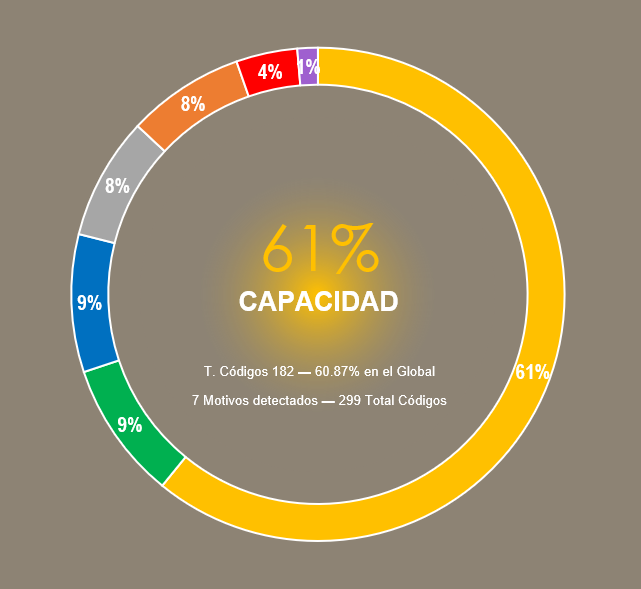 1%
4%
8%
8%
61%
CAPACIDAD
9%
T. Códigos 182 — 60.87% en el Global
61%
7 Motivos detectados — 299 Total Códigos
9%